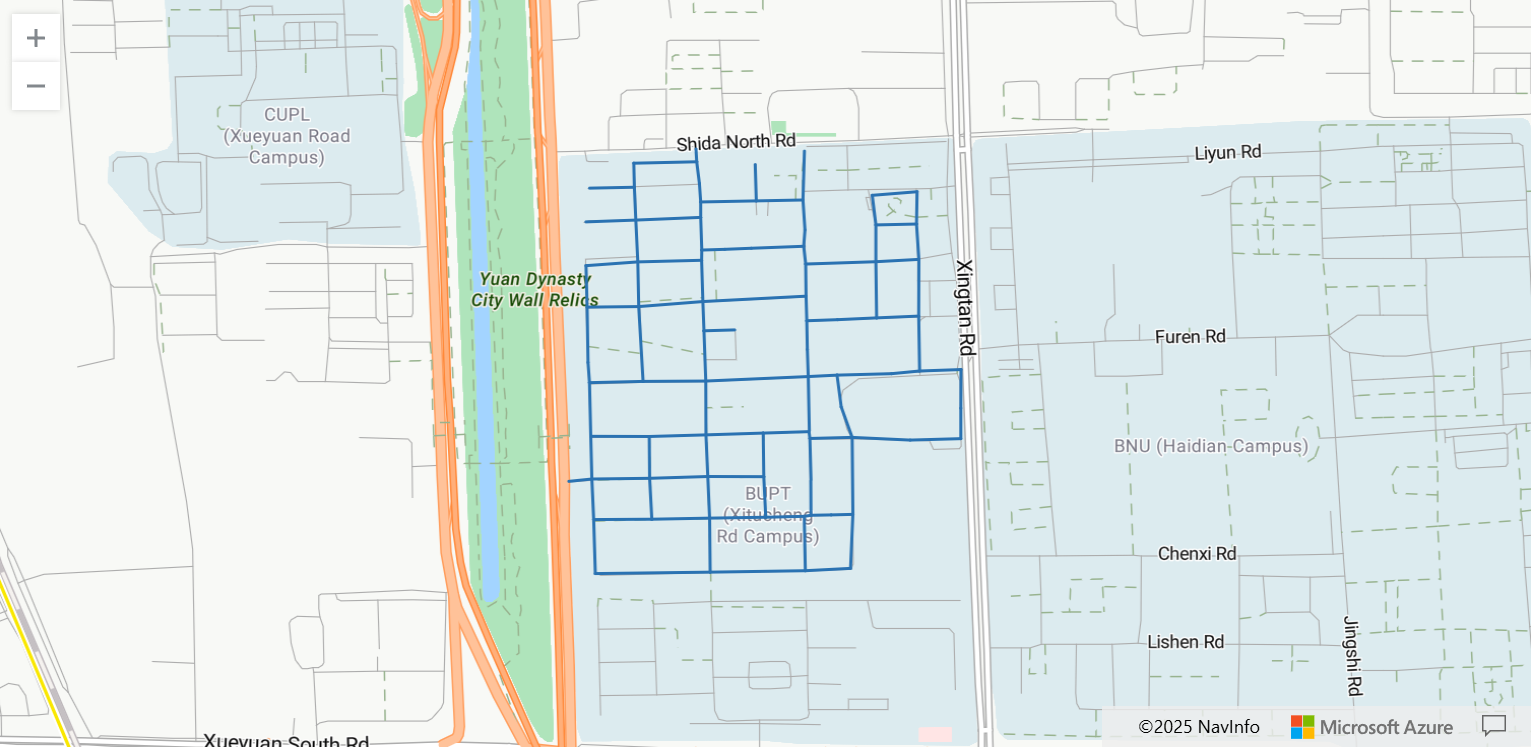 +
CUPL
(Xueyuan Road
Campus)
Shida North Rd
Liyun Rd
Yuan Dynasty
City Wall Relics
Xingtan Rd
Furen Rd
BNU (Haidian Campus)
BUPT
(Xitucheng
Rd Campus)
Chenxi Rd
Lishen Rd
Jingshi Rd
Xueyuan South Rd
©2025 NavInfo
Microsoft Azure